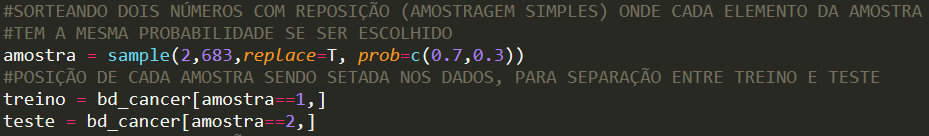 #SORTEANDO DOIS NÚMEROS COM REPOSIÇÃO (AMOSTRAGEM SIMPLES) ONDE CADA ELEMENTO DA AMOSTRA
#TEM A MESMA PROBABILIDADE SE SER ESCOLHIDO
amostra = sample(2,683,replace=T, prob=c(0.7,0.3))
#POSIÇÃO DE CADA AMOSTRA SENDO SETADA NOS DADOS, PARA SEPARAÇÃO ENTRE TREINO E TESTE
treino = bd_cancer[amostra==1,]
teste = bd_cancer[amostra==2,]